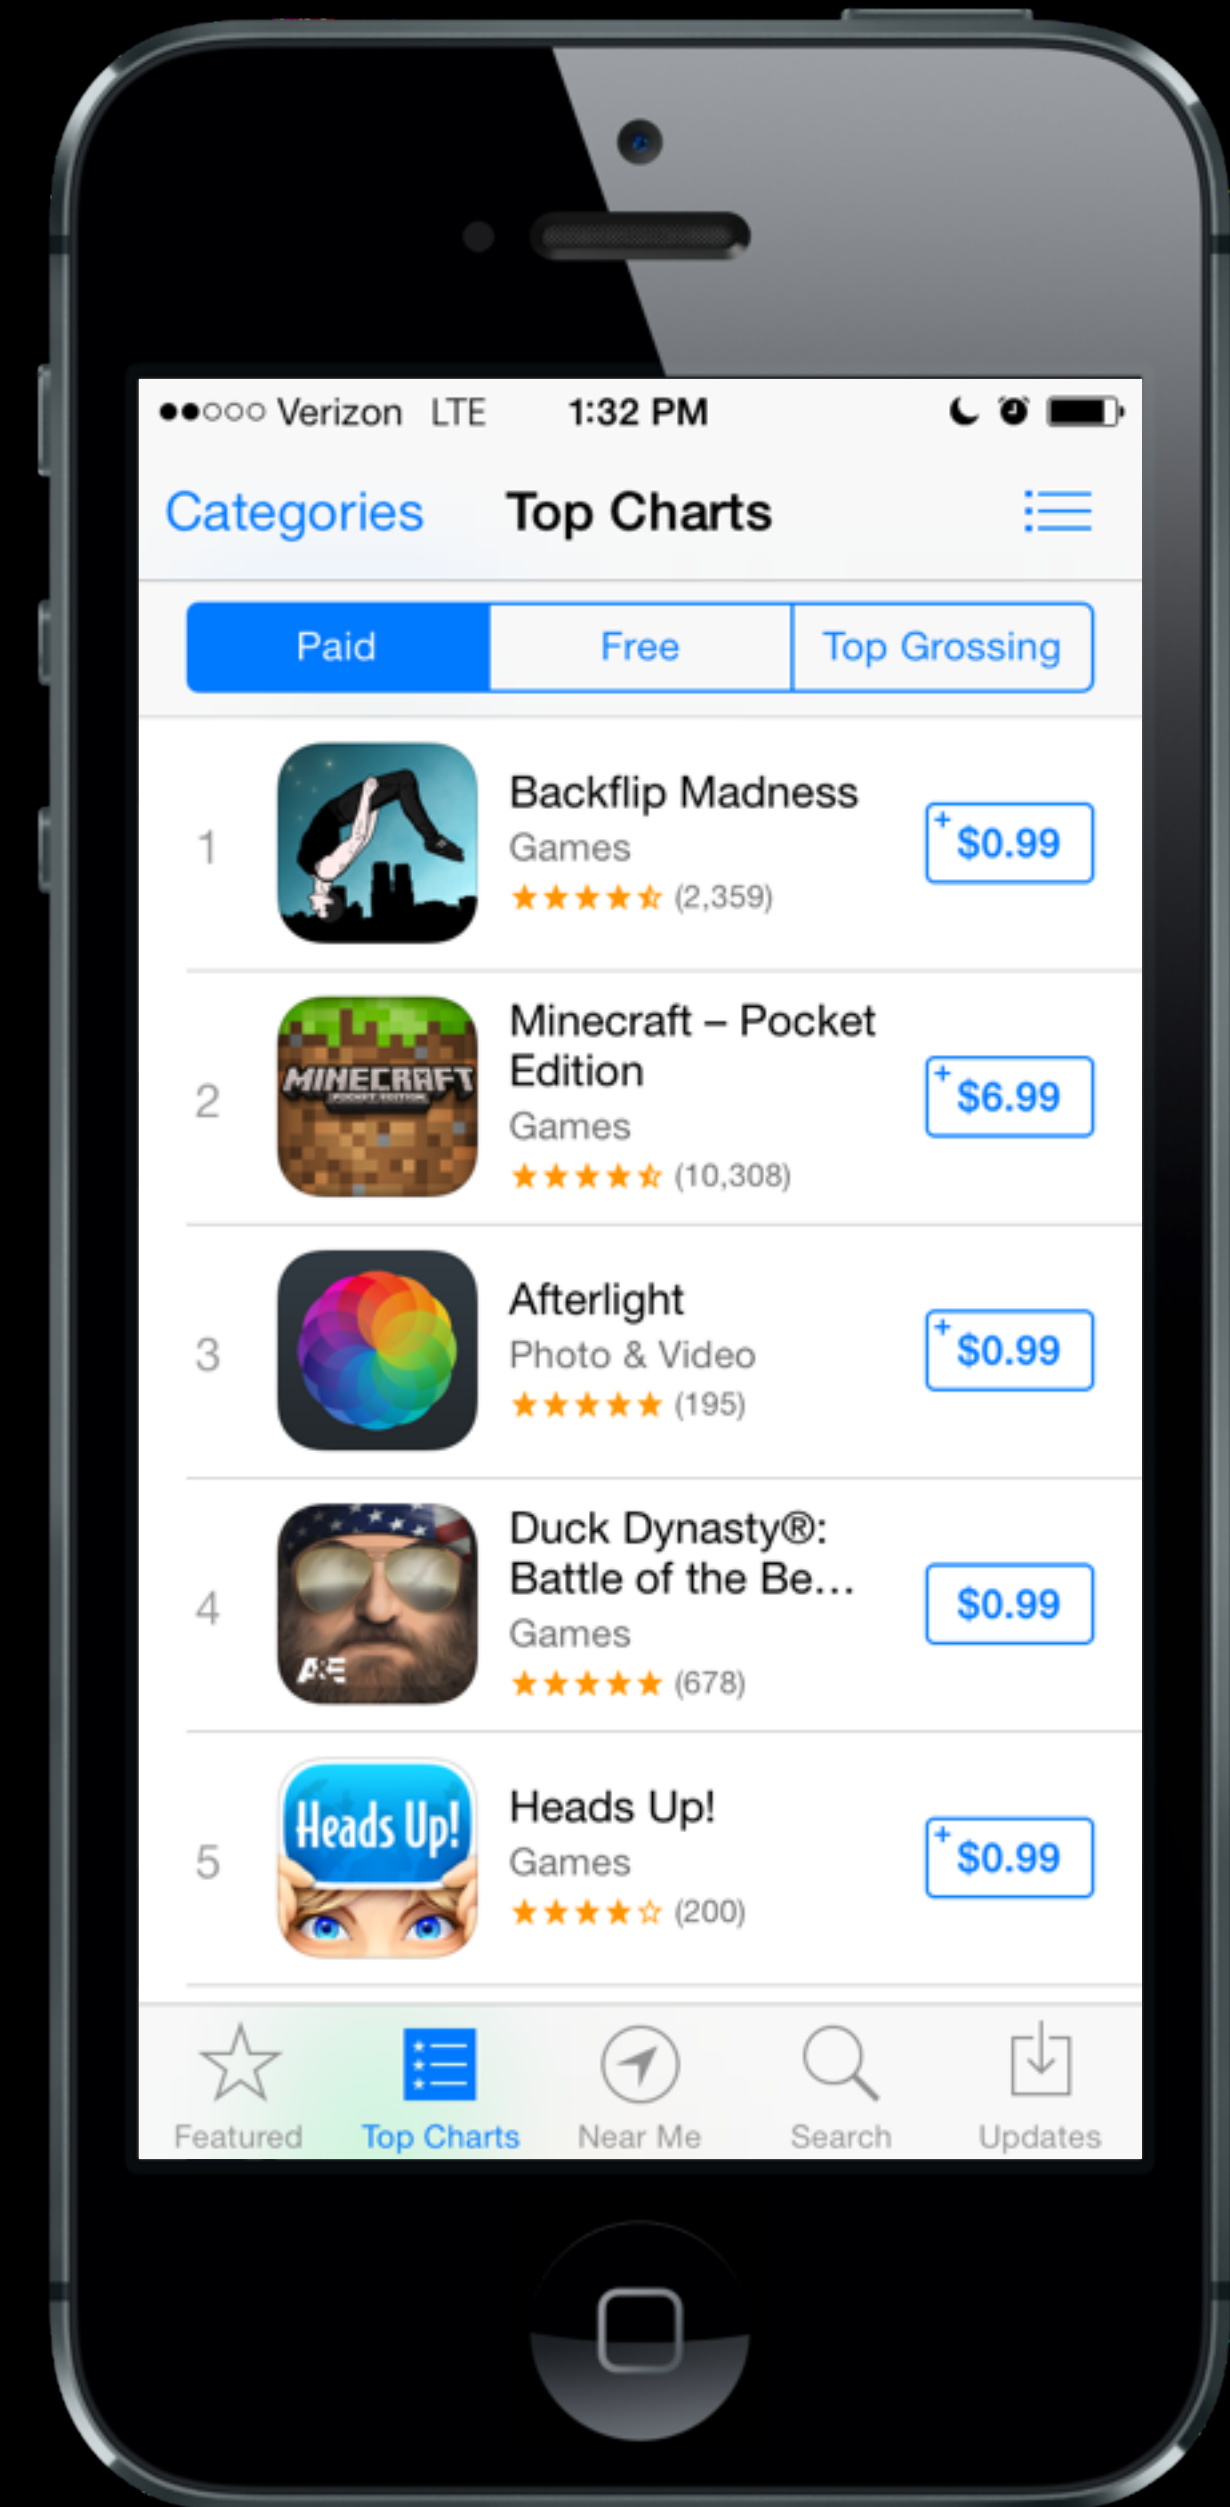 Verizon LTE 1:32 PM
Categories Top Charts
Paid Free Top Grossing
1
Backflip Madness
Games
(2,359)
+ $0.99
2
MINECRAFT
POCKET EDITION
Minecraft – Pocket
Edition
Games
(10,308)
+ $6.99
3
Afterlight
Photo & Video
(195)
+ $0.99
4
A&E
Duck Dynasty®:
Battle of the Be...
Games
(678)
$0.99
5
Heads Up!
Heads Up!
Games
(200)
+ $0.99
Featured Top Charts Near Me Search Updates